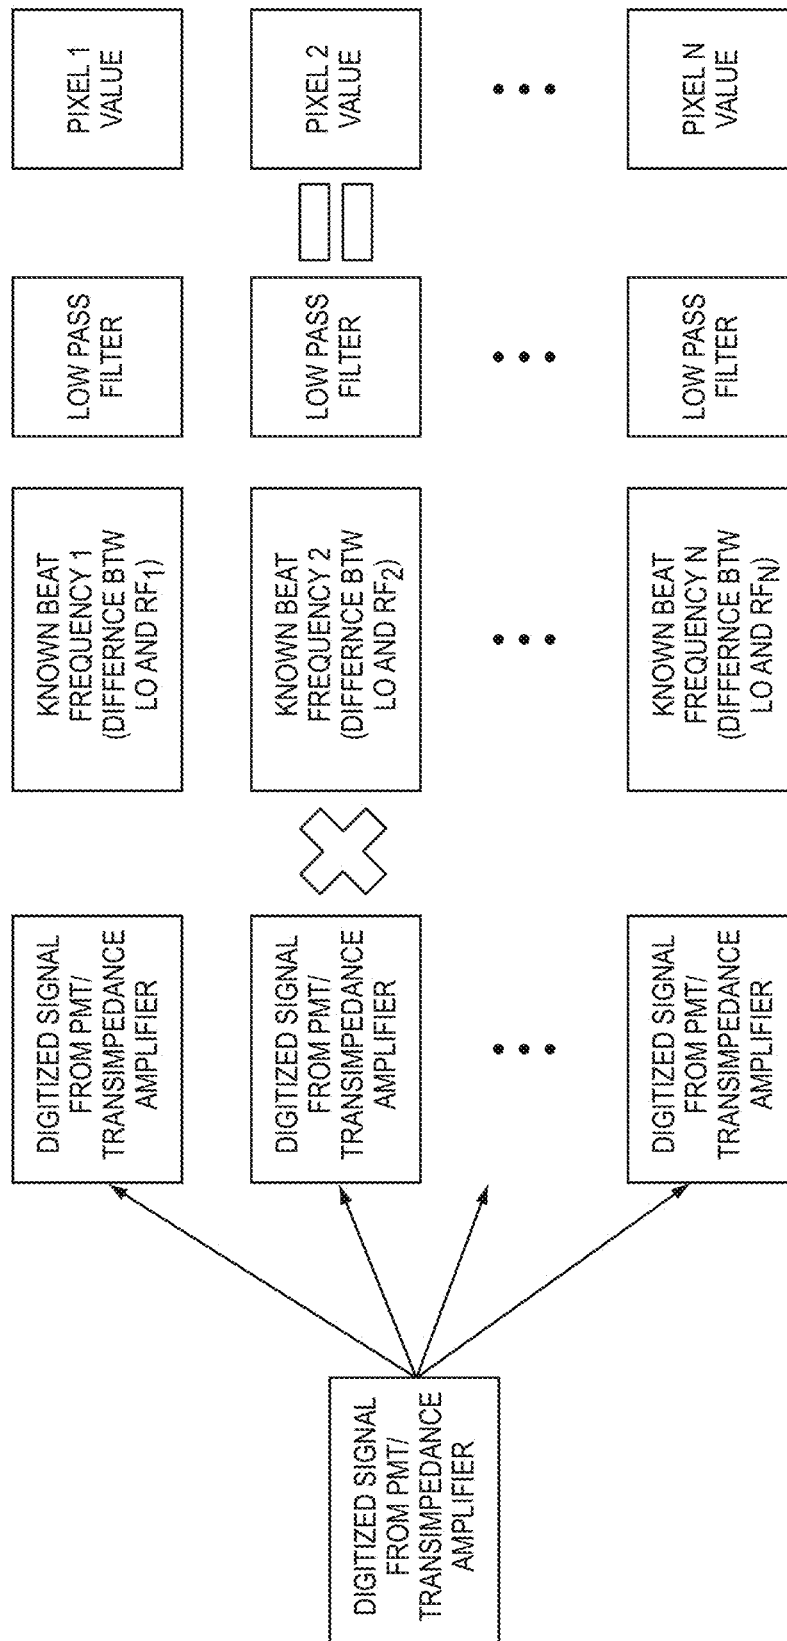 DIGITIZED SIGNAL
FROM PMT/
TRANSIMPEDANCE
AMPLIFIER
DIGITIZED SIGNAL
FROM PMT/
TRANSIMPEDANCE
AMPLIFIER
KNOWN BEAT
FREQUENCY 1
(DIFFERNCE BTW
LO AND RF1)
LOW PASS
FILTER
PIXEL 1
VALUE
DIGITIZED SIGNAL
FROM PMT/
TRANSIMPEDANCE
AMPLIFIER
KNOWN BEAT
FREQUENCY 2
(DIFFERNCE BTW
LO AND RF2)
LOW PASS
FILTER
PIXEL 2
VALUE
DIGITIZED SIGNAL
FROM PMT/
TRANSIMPEDANCE
AMPLIFIER
KNOWN BEAT
FREQUENCY N
(DIFFERNCE BTW
LO AND RFN)
LOW PASS
FILTER
PIXEL N
VALUE